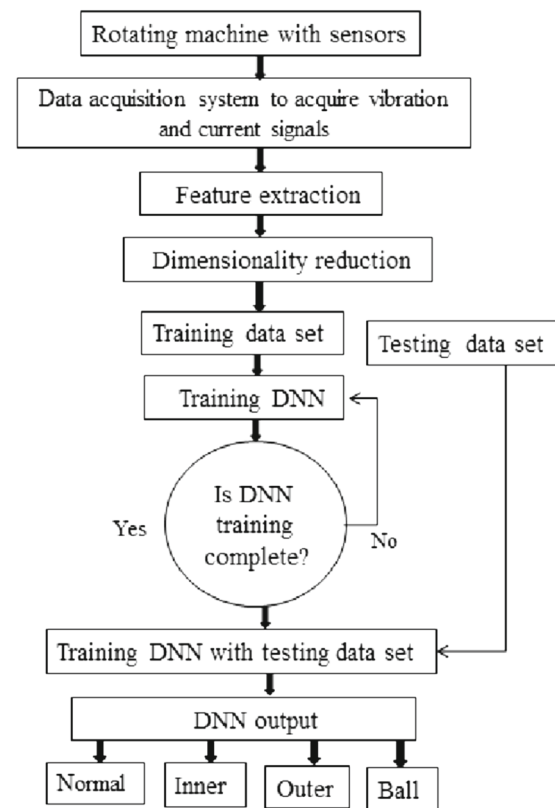 Rotating machine with sensors
Data acquisition system to acquire vibration
and current signals
Feature extraction
Dimensionality reduction
Training data set
Testing data set
Training DNN
Is DNN
training
complete?
Yes
No
Training DNN with testing data set
DNN output
Normal
Inner
Outer
Ball